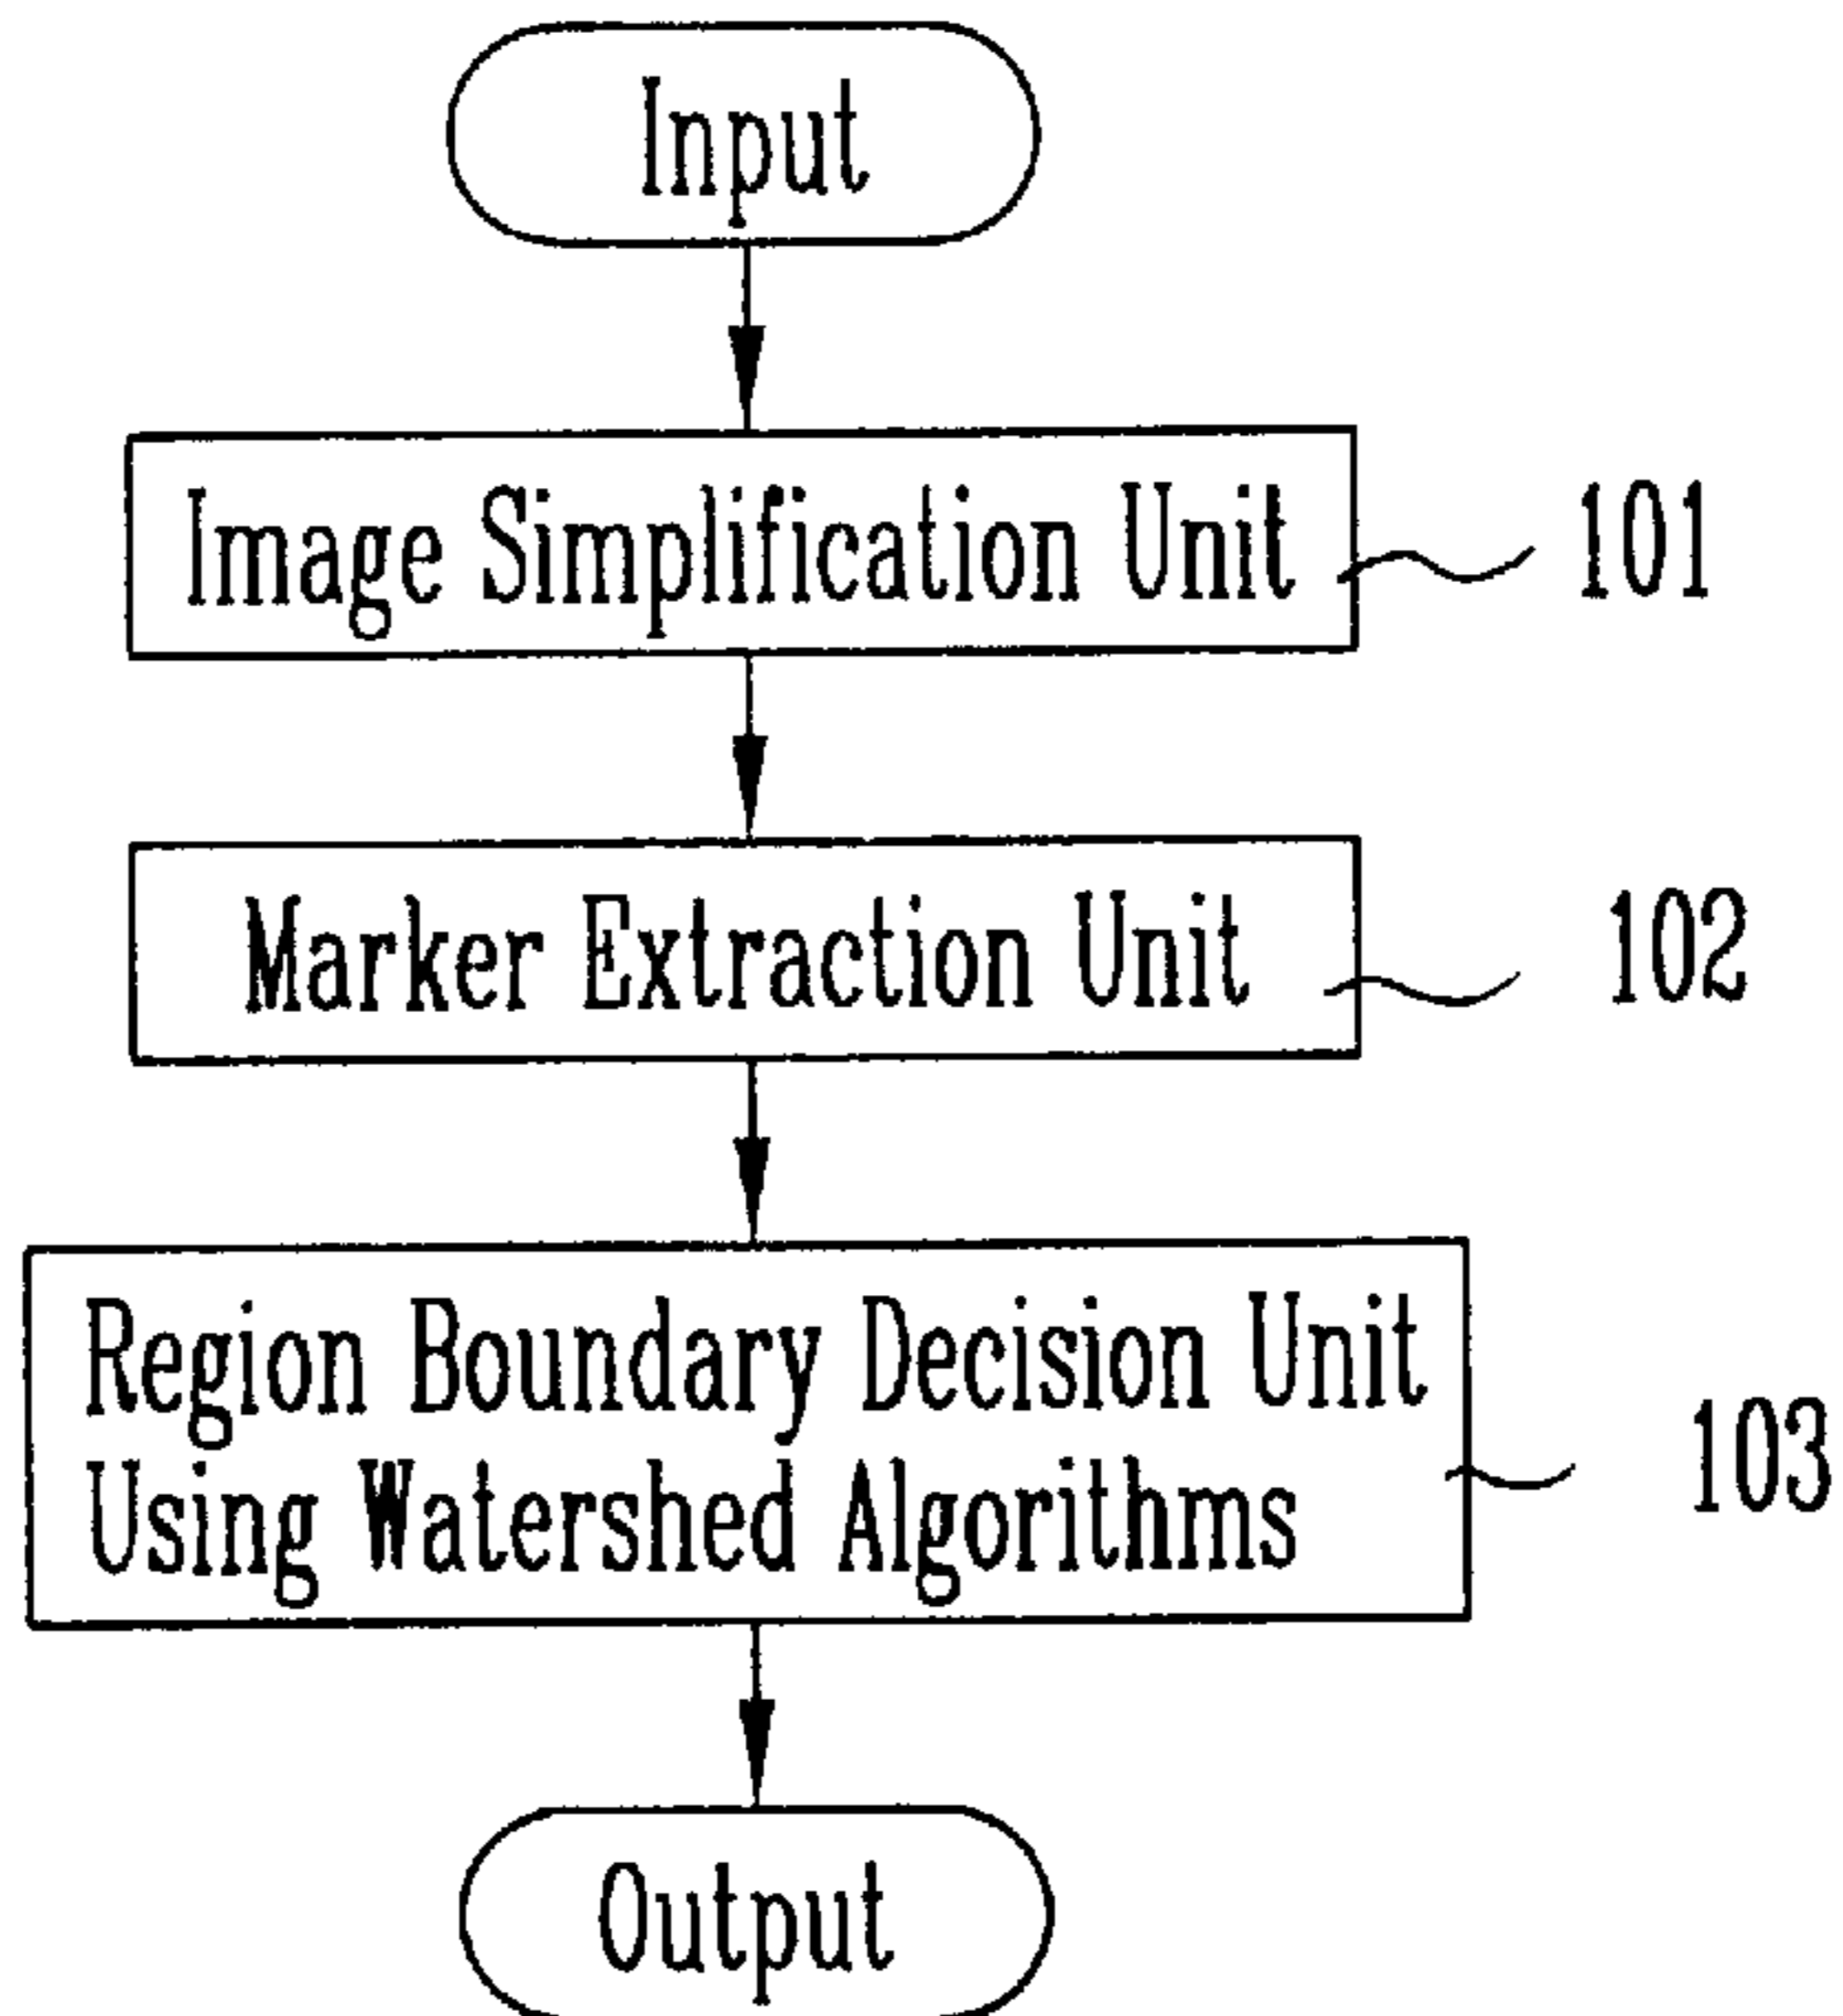 Input
Image Simplification Unit
101
Marker Extraction Unit
102
Region Boundary Decision Unit
Using Watershed Algorithms
103
Output